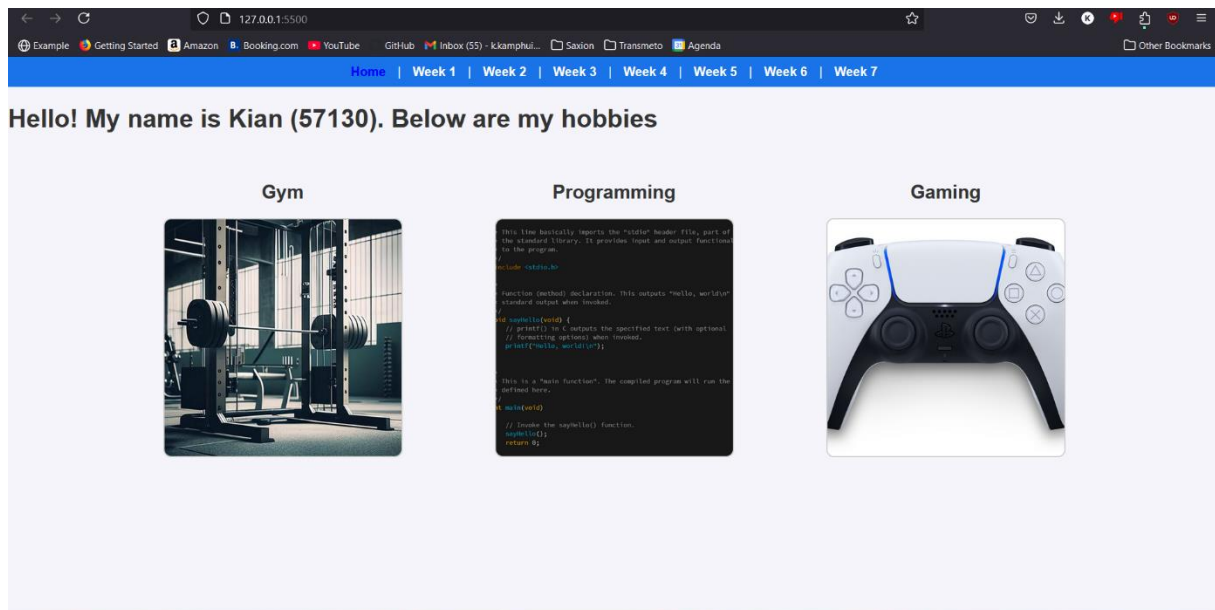 127.0.0.1:5500
Example Getting Started Amazon Booking.com YouTube GitHub Inbox (55) - k.kamphui... Saxion Transmeto Agenda Other Bookmarks
Home | Week 1 | Week 2 | Week 3 | Week 4 | Week 5 | Week 6 | Week 7
Hello! My name is Kian (57130). Below are my hobbies
Gym Programming Gaming
This line basically imports the "stdio" header file, part of
the standard library. It provides input and output functional
in the program.
/
nclude <stdio.h>
Function (method) declaration. This outputs "Hello, world\n"
standard output when invoked.
/
id sayHello(void) {
// printf() in C outputs the specified text (with optional
// formatting options) when invoked.
printf("Hello, world!\n");
This is a "main function". The compiled program will run the
defined here.
/
t main(void)
// Invoke the sayHello() function.
sayHello();
return 0;